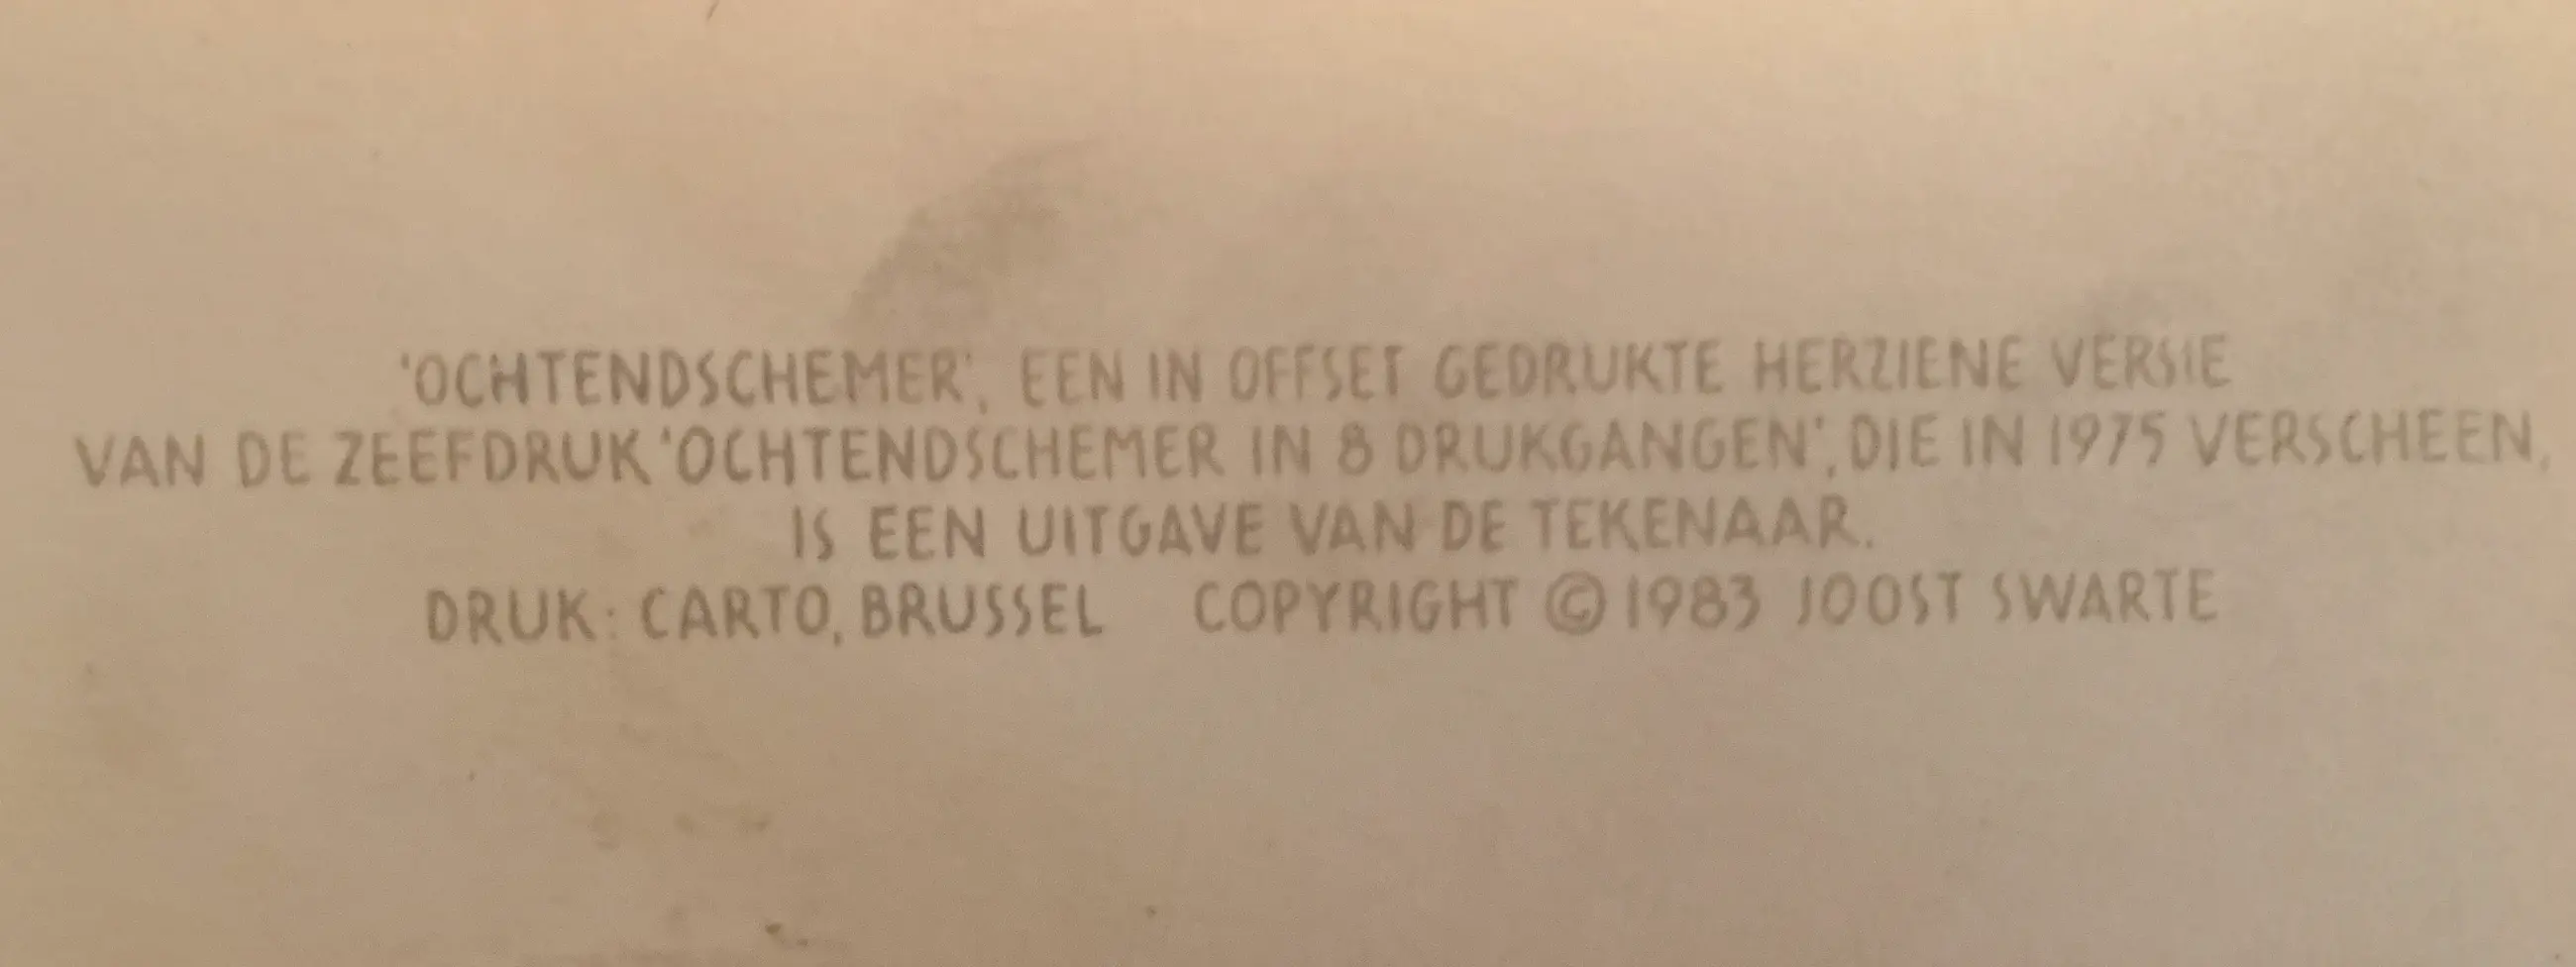 'OCHTENDSCHEMER', EEN IN OFFSET GEDRUKTE HERZIENE VERSIE
VAN DE ZEEFDRUK 'OCHTENDSCHEMER IN 8 DRUKGANGEN', DIE IN 1975 VERSCHEEN,
IS EEN UITGAVE VAN DE TEKENAAR.
DRUK: CARTO, BRUSSEL COPYRIGHT © 1983 JOOST SWARTE